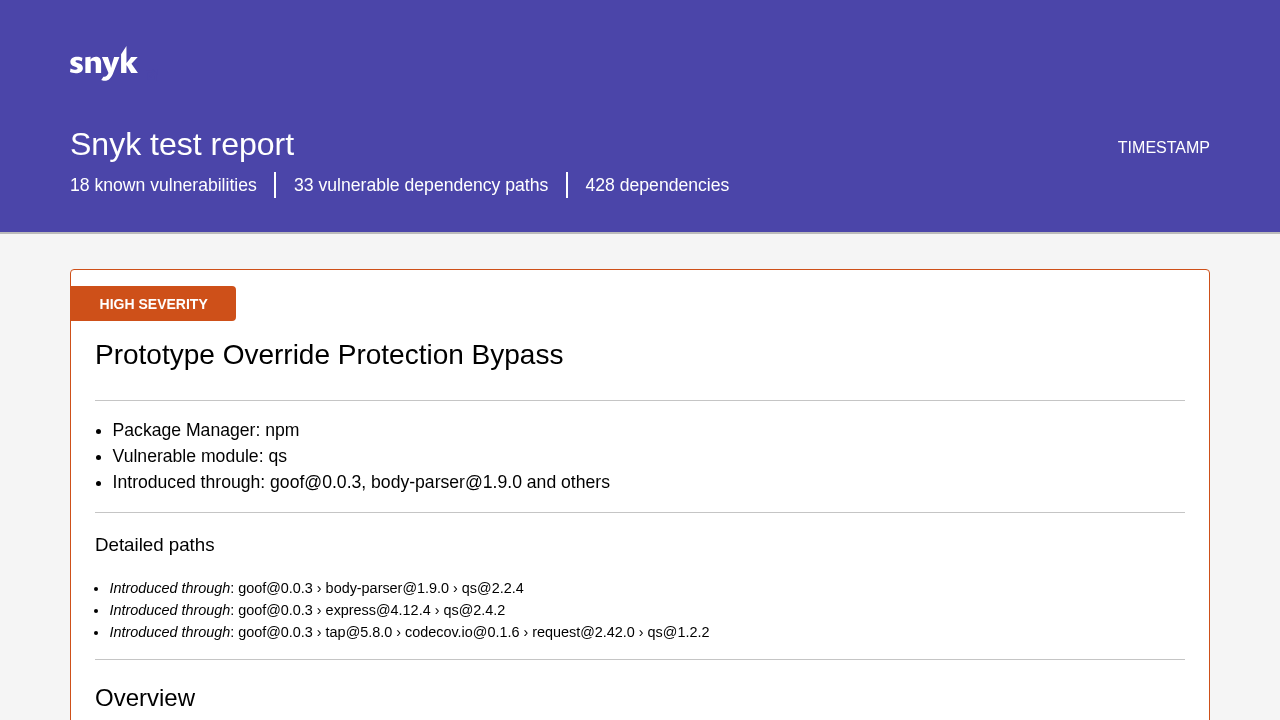 snyk
Snyk test report
TIMESTAMP
18 known vulnerabilities
33 vulnerable dependency paths
428 dependencies
HIGH SEVERITY
Prototype Override Protection Bypass
• Package Manager: npm
• Vulnerable module: qs
• Introduced through: goof@0.0.3, body-parser@1.9.0 and others
Detailed paths
• Introduced through: goof@0.0.3 › body-parser@1.9.0 › qs@2.2.4
• Introduced through: goof@0.0.3 › express@4.12.4 › qs@2.4.2
• Introduced through: goof@0.0.3 › tap@5.8.0 › codecov.io@0.1.6 › request@2.42.0 › qs@1.2.2
Overview